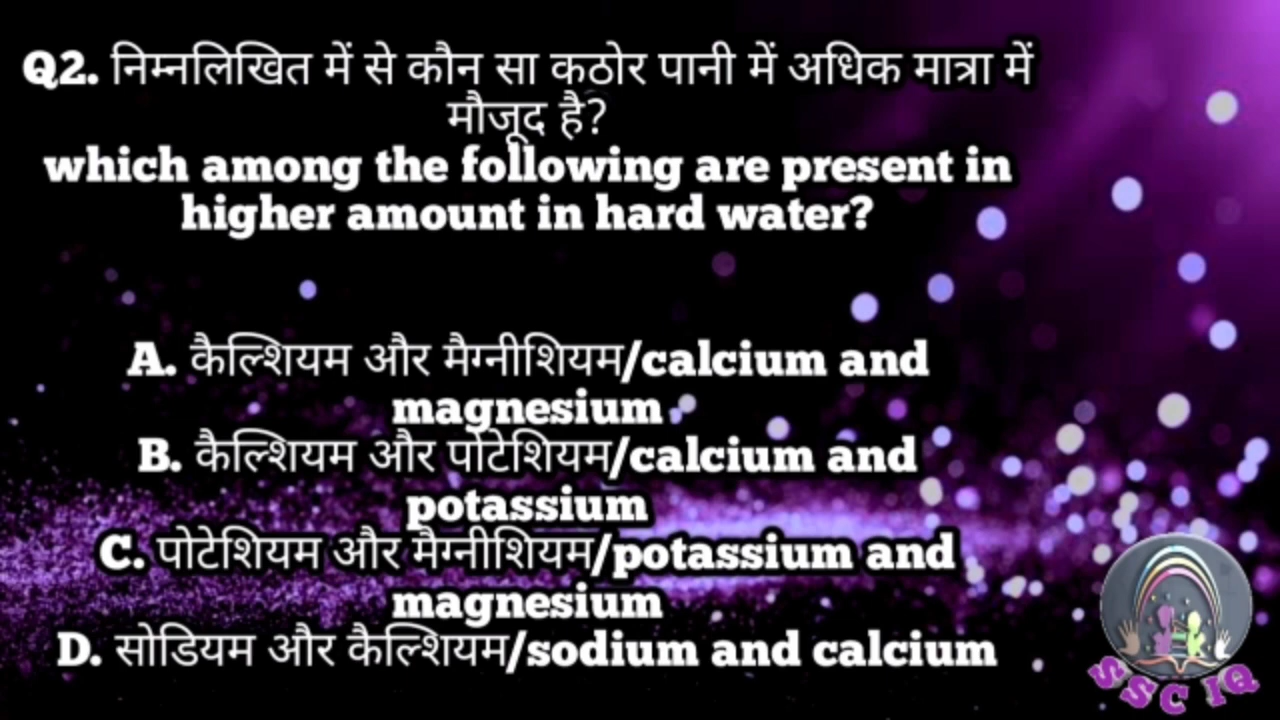 Q2. निम्नलिखित में से कौन सा कठोर पानी में अधिक मात्रा में
मौजूद है?
which among the following are present in
higher amount in hard water?
A. कैल्शियम और मैग्नीशियम/calcium and
magnesium
B. कैल्शियम और पोटेशियम/calcium and
potassium
C. पोटेशियम और मैग्नीशियम/potassium and
magnesium
D. सोडियम और कैल्शियम/sodium and calcium
SSC IQ